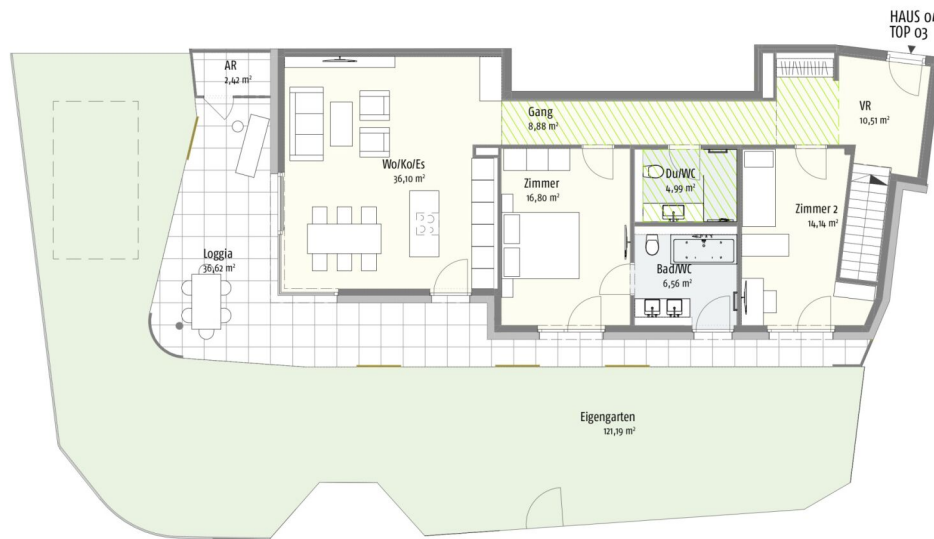 HAUS 04
TOP 03
AR
2,42 m²
VR
10,51 m²
Gang
8,88 m²
Wo/Ko/Es
36,10 m²
Zimmer
16,80 m²
Du/WC
4,99 m²
Zimmer 2
14,14 m²
Loggia
36,62 m²
Bad/WC
6,56 m²
Eigengarten
121,19 m²